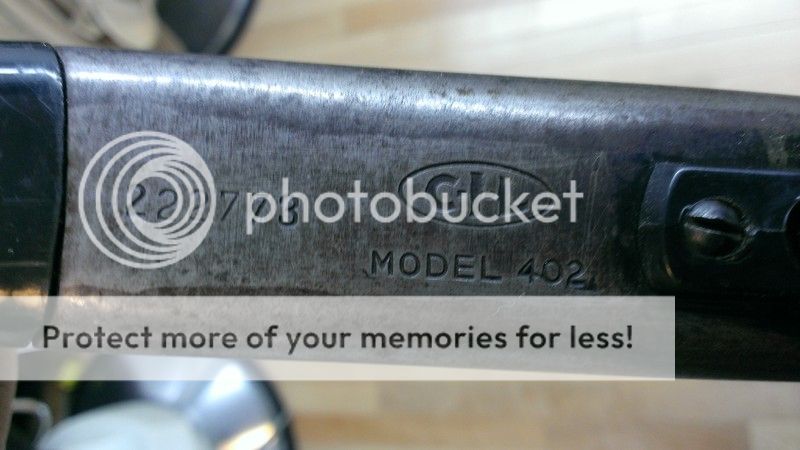 photobucket
MODEL 402
Protect more of your memories for less!